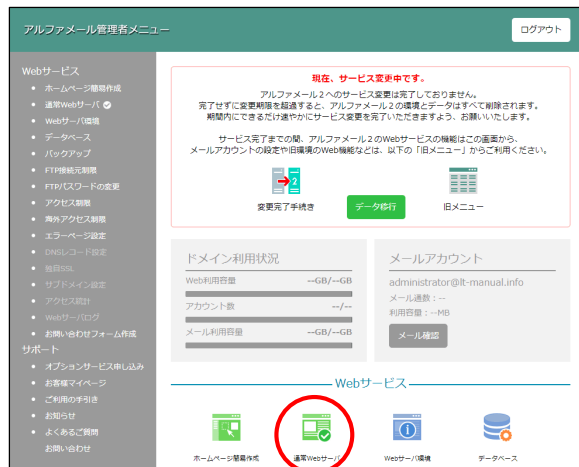 アルファメール管理者メニュー
ログアウト
Webサービス
ホームページ簡易作成
通常Webサーバ
Webサーバ環境
データベース
バックアップ
FTP接続元制限
FTPパスワードの変更
アクセス制限
海外アクセス制限
エラーページ設定
DNSレコード設定
独自SSL
サブドメイン設定
アクセス統計
Webサーバログ
お問い合わせフォーム作成
サポート
オプションサービス申し込み
お客様マイページ
ご利用の手引き
お知らせ
よくあるご質問
お問い合わせ
現在、サービス変更中です。
アルファメール2へのサービス変更は完了しておりません。
完了せずに変更期限を超過すると、アルファメール2の環境とデータはすべて削除されます。
期間内にできるだけ速やかにサービス変更を完了いただきますよう、お願いいたします。
サービス完了までの間、アルファメール2のWebサービスの機能はこの画面から、
メールアカウントの設定や旧環境のWeb機能などは、以下の「旧メニュー」からご利用ください。
2
変更完了手続き
データ移行
旧メニュー
ドメイン利用状況
Web利用容量 --GB/--GB
アカウント数 --/--
メール利用容量 --GB/--GB
メールアカウント
administrator@lt-manual.info
メール通数：--
利用容量：--MB
メール確認
Webサービス
ホームページ簡易作成
通常Webサーバ
Webサーバ環境
データベース